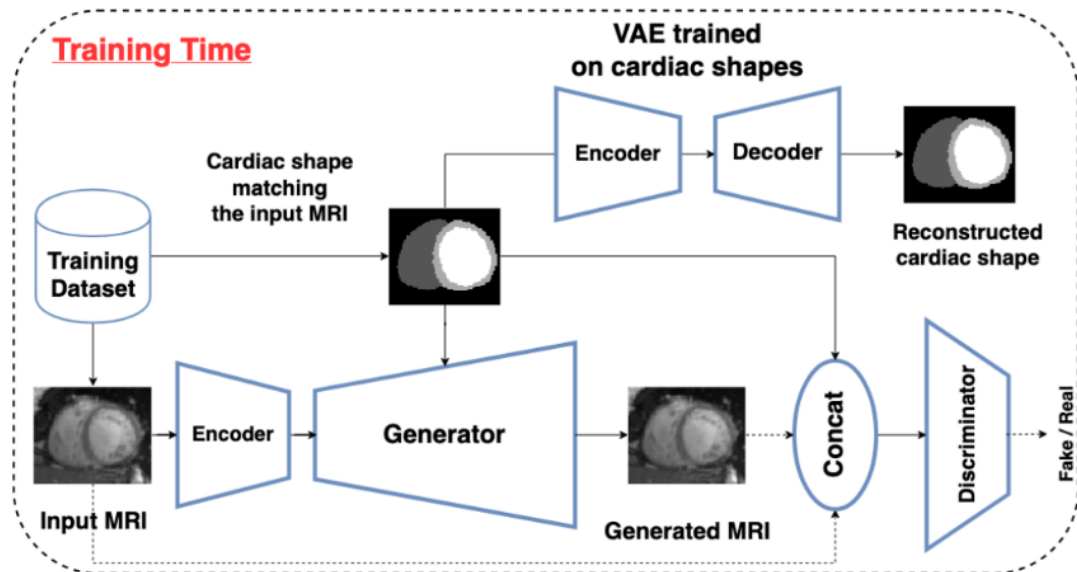 Training Time
VAE trained
on cardiac shapes
Encoder
Decoder
Cardiac shape
matching
the input MRI
Training
Dataset
Reconstructed
cardiac shape
Encoder
Generator
Concat
Discriminator
Fake / Real
Input MRI
Generated MRI